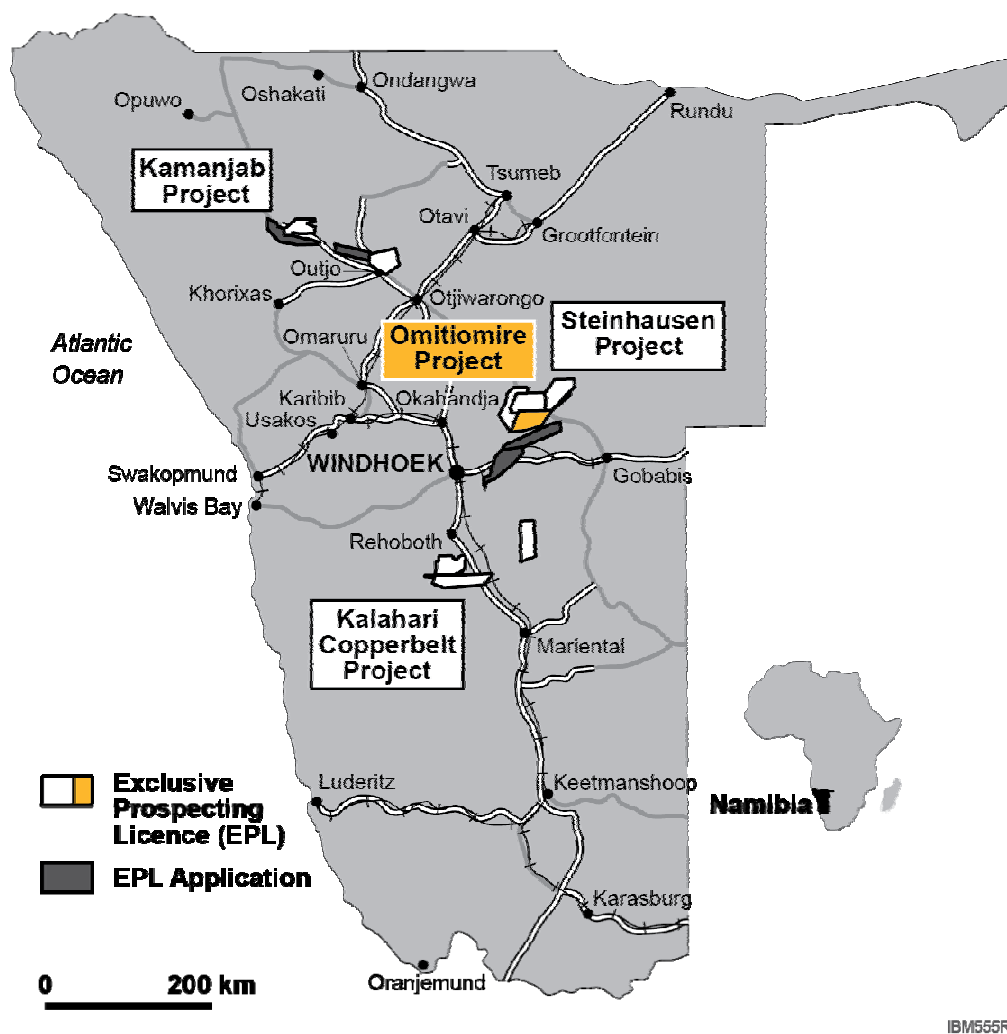 Ondangwa
Oshakati
Opuwo
Rundu
Kamanjab
Project
Tsumeb
Otavi
Grootfontein
Outjo
Khorixas
Otjiwarongo
Steinhausen
Project
Omaruru
Omitiomire
Project
Atlantic
Ocean
Karibib
Okahandja
Usakos
WINDHOEK
Swakopmund
Gobabis
Walvis Bay
Rehoboth
Kalahari
Copperbelt
Project
Mariental
Exclusive
Prospecting
Licence (EPL)
Luderitz
Keetmanshoop
Namibia
EPL Application
Karasburg
0 200 km
Oranjemund